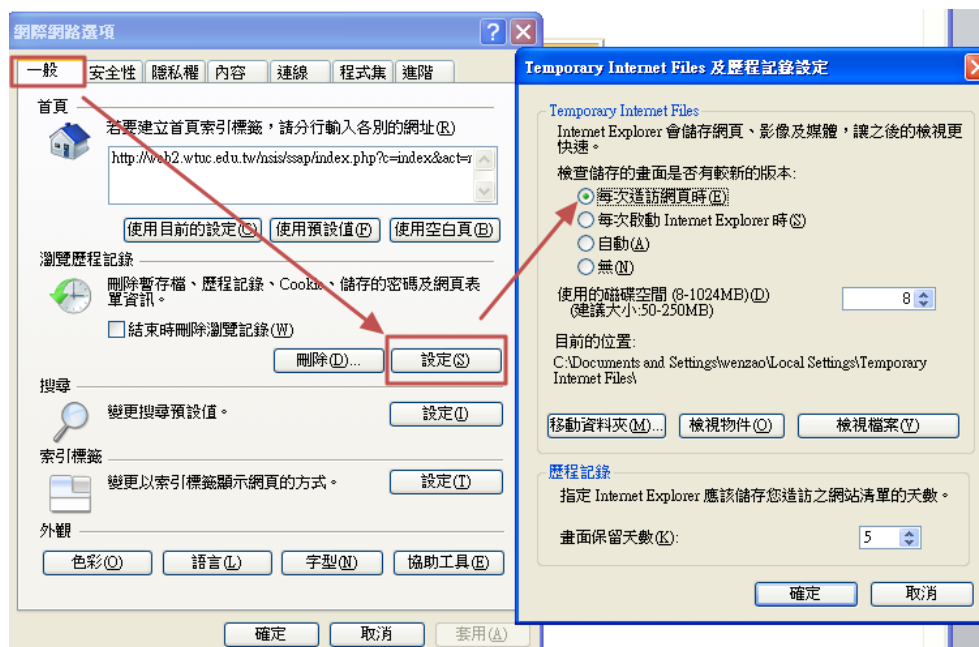 網際網路選項
一般 安全性 隱私權 內容 連線 程式集 進階
首頁
若要建立首頁索引標籤,請分行輸入各別的網址(R)
http://web2.wtuc.edu.tw/nsis/ssap/index.php?c=index&act=r
使用目前的設定(C) 使用預設值(F) 使用空白頁(B)
瀏覽歷程記錄
刪除暫存檔、歷程記錄、Cookie、儲存的密碼及網頁表
單資訊。
結束時刪除瀏覽記錄(W)
刪除(D)... 設定(S)
搜尋
變更搜尋預設值。
設定(I)
索引標籤
變更以索引標籤顯示網頁的方式。
設定(T)
外觀
色彩(O) 語言(L) 字型(N) 協助工具(E)
確定 取消 套用(A)
Temporary Internet Files 及歷程記錄設定
Temporary Internet Files
Internet Explorer 會儲存網頁、影像及媒體,讓之後的檢視更
快速。
檢查儲存的畫面是否有較新的版本:
每次造訪網頁時(E)
每次啟動 Internet Explorer 時(S)
自動(A)
無(N)
使用的磁碟空間 (8-1024MB)(D) 8
(建議大小:50-250MB)
目前的位置:
C:\Documents and Settings\wenzao\Local Settings\Temporary
Internet Files\
移動資料夾(M)... 檢視物件(O) 檢視檔案(V)
歷程記錄
指定 Internet Explorer 應該儲存您造訪之網站清單的天數。
畫面保留天數(K): 5
確定 取消